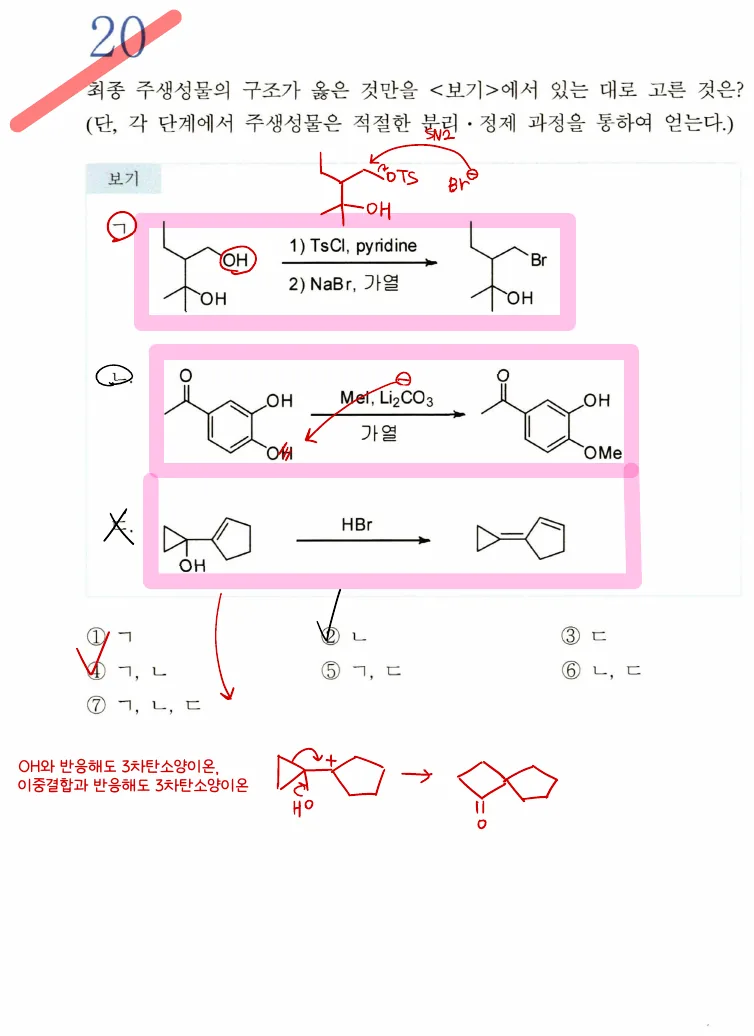 20
최종 주생성물의 구조가 옳은 것만을 <보기>에서 있는 대로 고른 것은?
(단, 각 단계에서 주생성물은 적절한 분리·정제 과정을 통하여 얻는다.)
SN2
보기
OTS
Br⊖
OH
ㄱ
OH
OH
1) TsCl, pyridine
2) NaBr, 가열
Br
OH
ㄴ.
O
OH
OH
⊖
MeI, Li₂CO₃
가열
O
OH
OMe
ㄷ.
OH
HBr
① ㄱ
② ㄴ
③ ㄷ
④ ㄱ, ㄴ
⑤ ㄱ, ㄷ
⑥ ㄴ, ㄷ
⑦ ㄱ, ㄴ, ㄷ
OH와 반응해도 3차탄소양이온,
이중결합과 반응해도 3차탄소양이온
+
HO
O